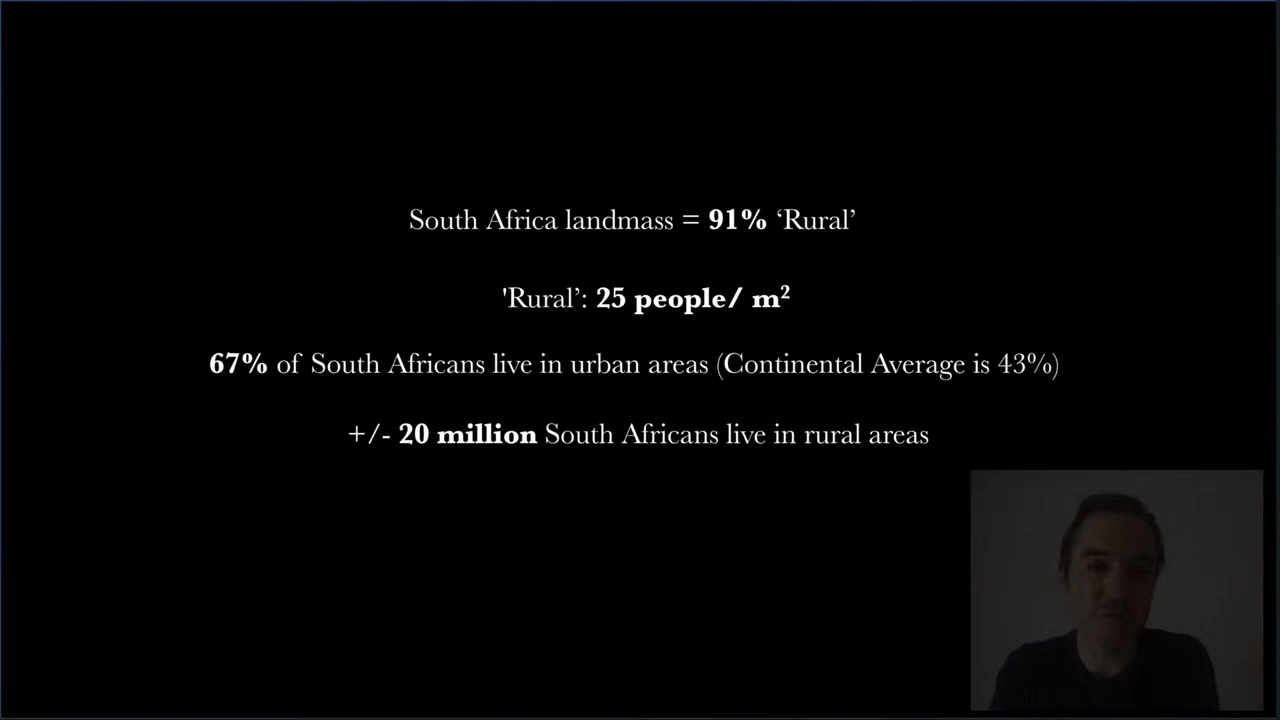 South Africa landmass = 91% ‘Rural’
'Rural’: 25 people/ m²
67% of South Africans live in urban areas (Continental Average is 43%)
+/- 20 million South Africans live in rural areas